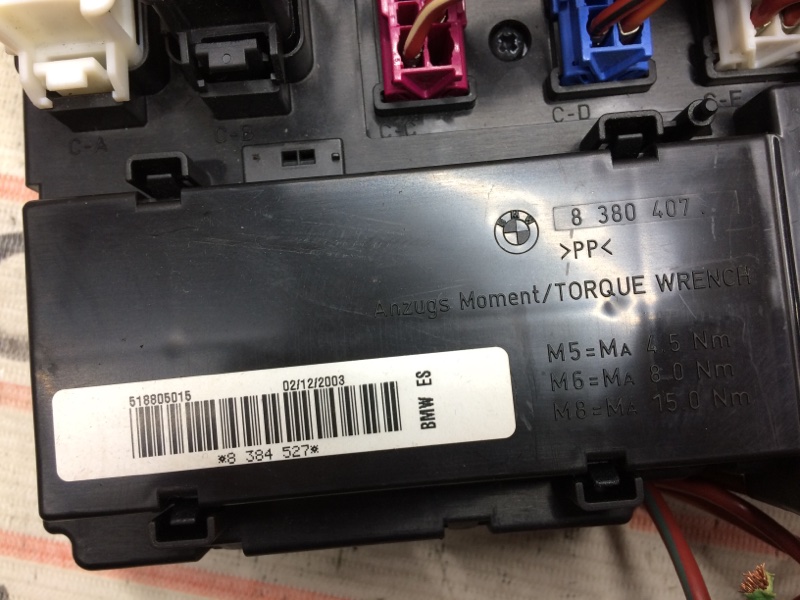 C-A
C-B
C-C
C-D
C-E
BMW
8 380 407
>PP<
Anzugs Moment/TORQUE WRENCH
M5=MA 4.5 Nm
M6=MA 8.0 Nm
M8=MA 15.0 Nm
518805015
02/12/2003
*8 384 527*
BMW ES